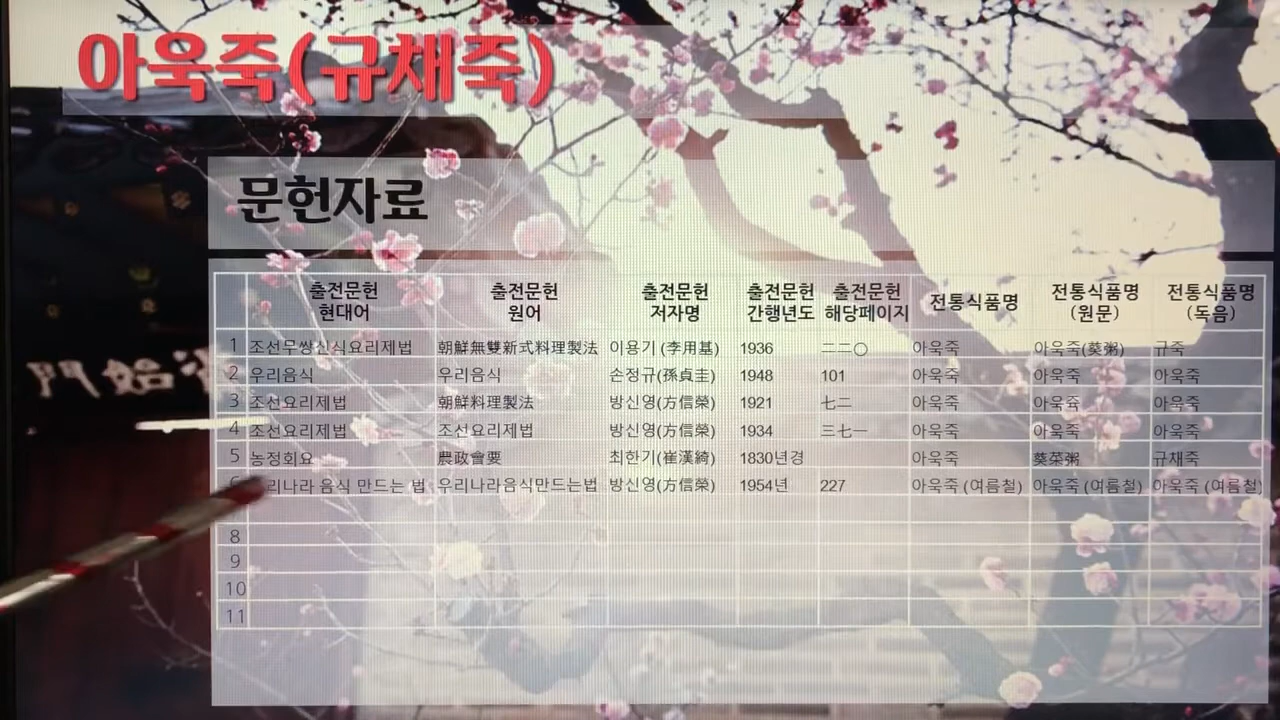 아욱죽(규채죽)
문헌자료
출전문헌 현대어 출전문헌 원어 출전문헌 저자명 출전문헌 간행년도 출전문헌 해당페이지 전통식품명 전통식품명 (원문) 전통식품명 (독음)
1 조선무쌍신식요리제법 朝鮮無雙新式料理製法 이용기 (李用基) 1936 二二〇 아욱죽 아욱죽(葵粥) 규죽
2 우리음식 우리음식 손정규(孫貞圭) 1948 101 아욱죽 아욱죽 아욱죽
3 조선요리제법 朝鮮料理製法 방신영(方信榮) 1921 七二 아욱죽 아욱죽 아욱죽
4 조선요리제법 조선요리제법 방신영(方信榮) 1934 三七一 아욱죽 아욱죽 아욱죽
5 농정회요 農政會要 최한기(崔漢綺) 1830년경 아욱죽 葵菜粥 규채죽
6 리나라 음식 만드는 법 우리나라음식만드는법 방신영(方信榮) 1954년 227 아욱죽 (여름철) 아욱죽 (여름철) 아욱죽 (여름철)
8
9
10
11